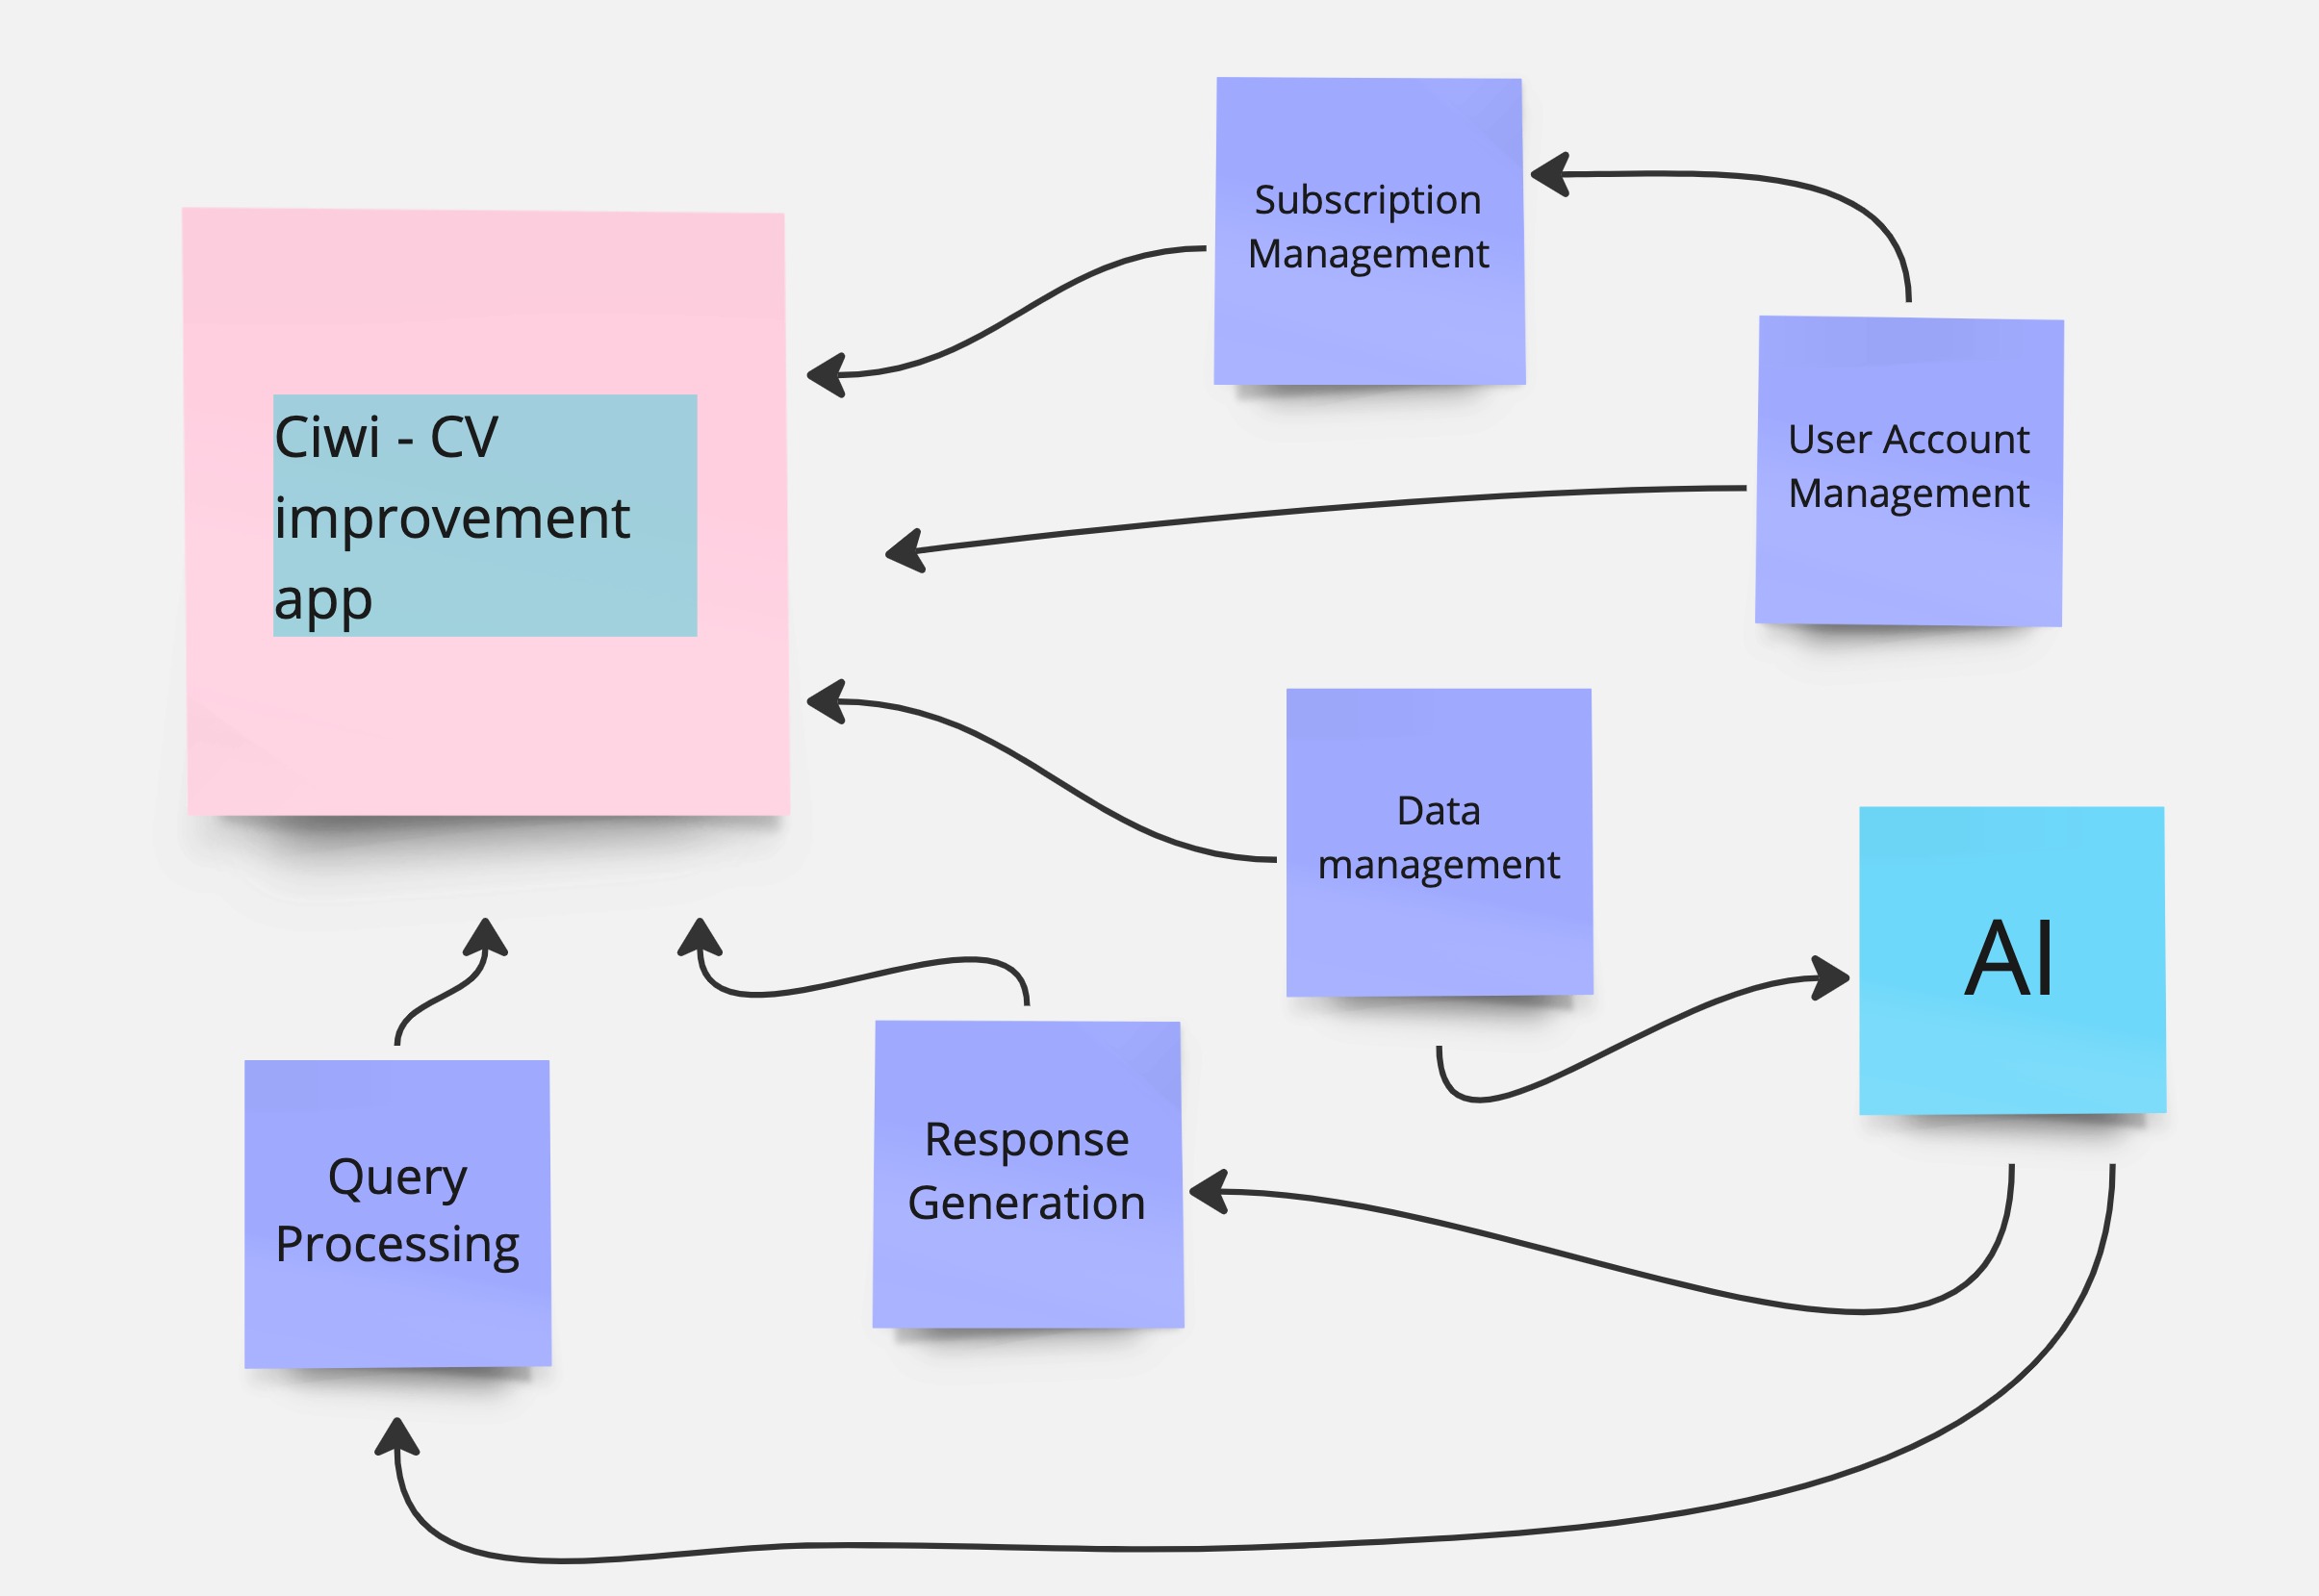 Subscription
Management
Ciwi - CV
improvement
app
User Account
Management
Data
management
AI
Response
Generation
Query
Processing